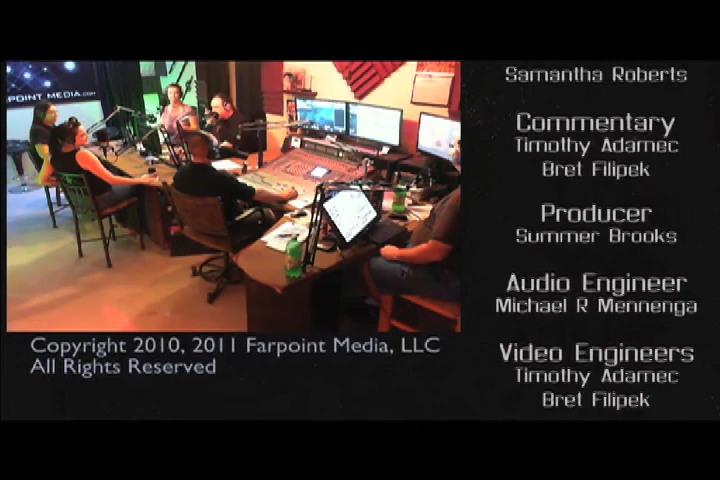 POINT MEDIA.COM
Copyright 2010, 2011 Farpoint Media, LLC
All Rights Reserved
Samantha Roberts
Commentary
Timothy Adamec
Bret Filipek
Producer
Summer Brooks
Audio Engineer
Michael R Mennenga
Video Engineers
Timothy Adamec
Bret Filipek